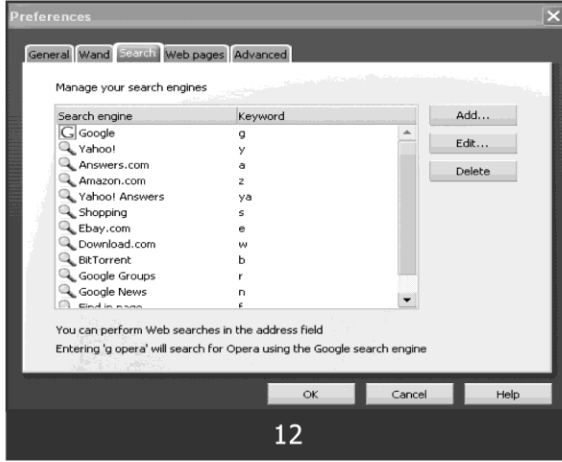 Preferences
General Wand Search Web pages Advanced
Manage your search engines
Search engine Keyword
Google g
Yahoo! y
Answers.com a
Amazon.com z
Yahoo! Answers ya
Shopping s
Ebay.com e
Download.com w
BitTorrent b
Google Groups r
Google News n
Find in page f
Add...
Edit...
Delete
You can perform Web searches in the address field
Entering 'g opera' will search for Opera using the Google search engine
OK Cancel Help
12